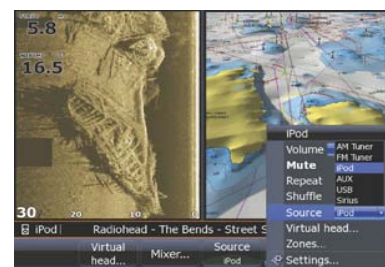 5.8
16.5
30
20
10
0
iPod
Radiohead - The Bends - Street S
Virtual head...
Mixer...
Source
iPod
iPod
Volume
Mute
Repeat
Shuffle
Source iPod
Virtual head...
Zones...
Settings...
AM Tuner
FM Tuner
iPod
AUX
USB
Sirius